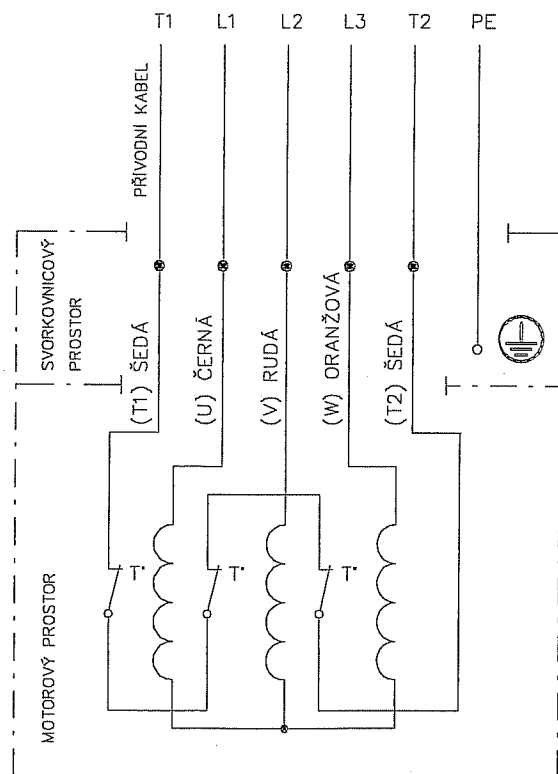 T1 L1 L2 L3 T2 PE
PŘÍVODNÍ KABEL
SVORKOVNICOVÝ
PROSTOR
(T1) ŠEDÁ
(U) ČERNÁ
(V) RUDÁ
(W) ORANŽOVÁ
(T2) ŠEDÁ
T° T° T°
MOTOROVÝ PROSTOR